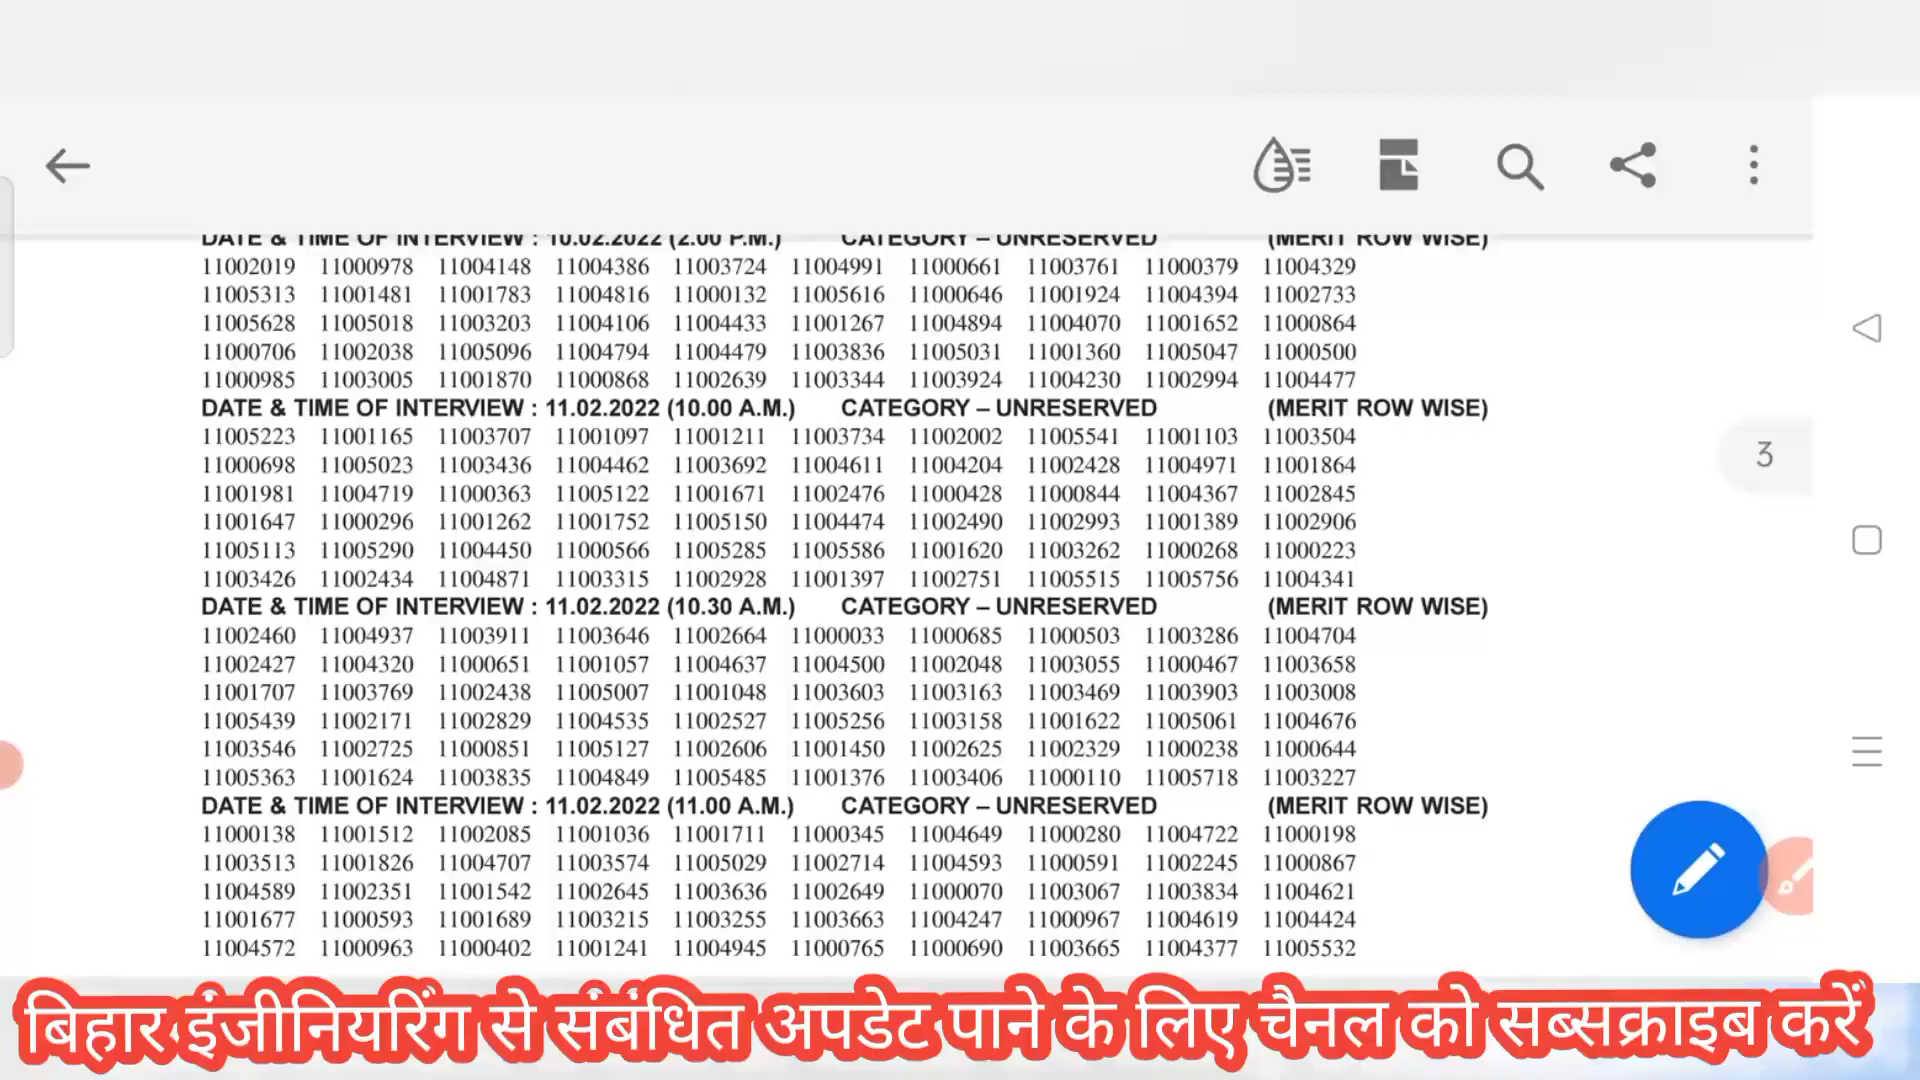 DATE & TIME OF INTERVIEW : 10.02.2022 (2.00 P.M.) CATEGORY – UNRESERVED (MERIT ROW WISE)
11002019 11000978 11004148 11004386 11003724 11004991 11000661 11003761 11000379 11004329
11005313 11001481 11001783 11004816 11000132 11005616 11000646 11001924 11004394 11002733
11005628 11005018 11003203 11004106 11004433 11001267 11004894 11004070 11001652 11000864
11000706 11002038 11005096 11004794 11004479 11003836 11005031 11001360 11005047 11000500
11000985 11003005 11001870 11000868 11002639 11003344 11003924 11004230 11002994 11004477
DATE & TIME OF INTERVIEW : 11.02.2022 (10.00 A.M.) CATEGORY – UNRESERVED (MERIT ROW WISE)
11005223 11001165 11003707 11001097 11001211 11003734 11002002 11005541 11001103 11003504
11000698 11005023 11003436 11004462 11003692 11004611 11004204 11002428 11004971 11001864
11001981 11004719 11000363 11005122 11001671 11002476 11000428 11000844 11004367 11002845
11001647 11000296 11001262 11001752 11005150 11004474 11002490 11002993 11001389 11002906
11005113 11005290 11004450 11000566 11005285 11005586 11001620 11003262 11000268 11000223
11003426 11002434 11004871 11003315 11002928 11001397 11002751 11005515 11005756 11004341
DATE & TIME OF INTERVIEW : 11.02.2022 (10.30 A.M.) CATEGORY – UNRESERVED (MERIT ROW WISE)
11002460 11004937 11003911 11003646 11002664 11000033 11000685 11000503 11003286 11004704
11002427 11004320 11000651 11001057 11004637 11004500 11002048 11003055 11000467 11003658
11001707 11003769 11002438 11005007 11001048 11003603 11003163 11003469 11003903 11003008
11005439 11002171 11002829 11004535 11002527 11005256 11003158 11001622 11005061 11004676
11003546 11002725 11000851 11005127 11002606 11001450 11002625 11002329 11000238 11000644
11005363 11001624 11003835 11004849 11005485 11001376 11003406 11000110 11005718 11003227
DATE & TIME OF INTERVIEW : 11.02.2022 (11.00 A.M.) CATEGORY – UNRESERVED (MERIT ROW WISE)
11000138 11001512 11002085 11001036 11001711 11000345 11004649 11000280 11004722 11000198
11003513 11001826 11004707 11003574 11005029 11002714 11004593 11000591 11002245 11000867
11004589 11002351 11001542 11002645 11003636 11002649 11000070 11003067 11003834 11004621
11001677 11000593 11001689 11003215 11003255 11003663 11004247 11000967 11004619 11004424
11004572 11000963 11000402 11001241 11004945 11000765 11000690 11003665 11004377 11005532
3
बिहार इंजीनियरिंग से संबंधित अपडेट पाने के लिए चैनल को सब्सक्राइब करें